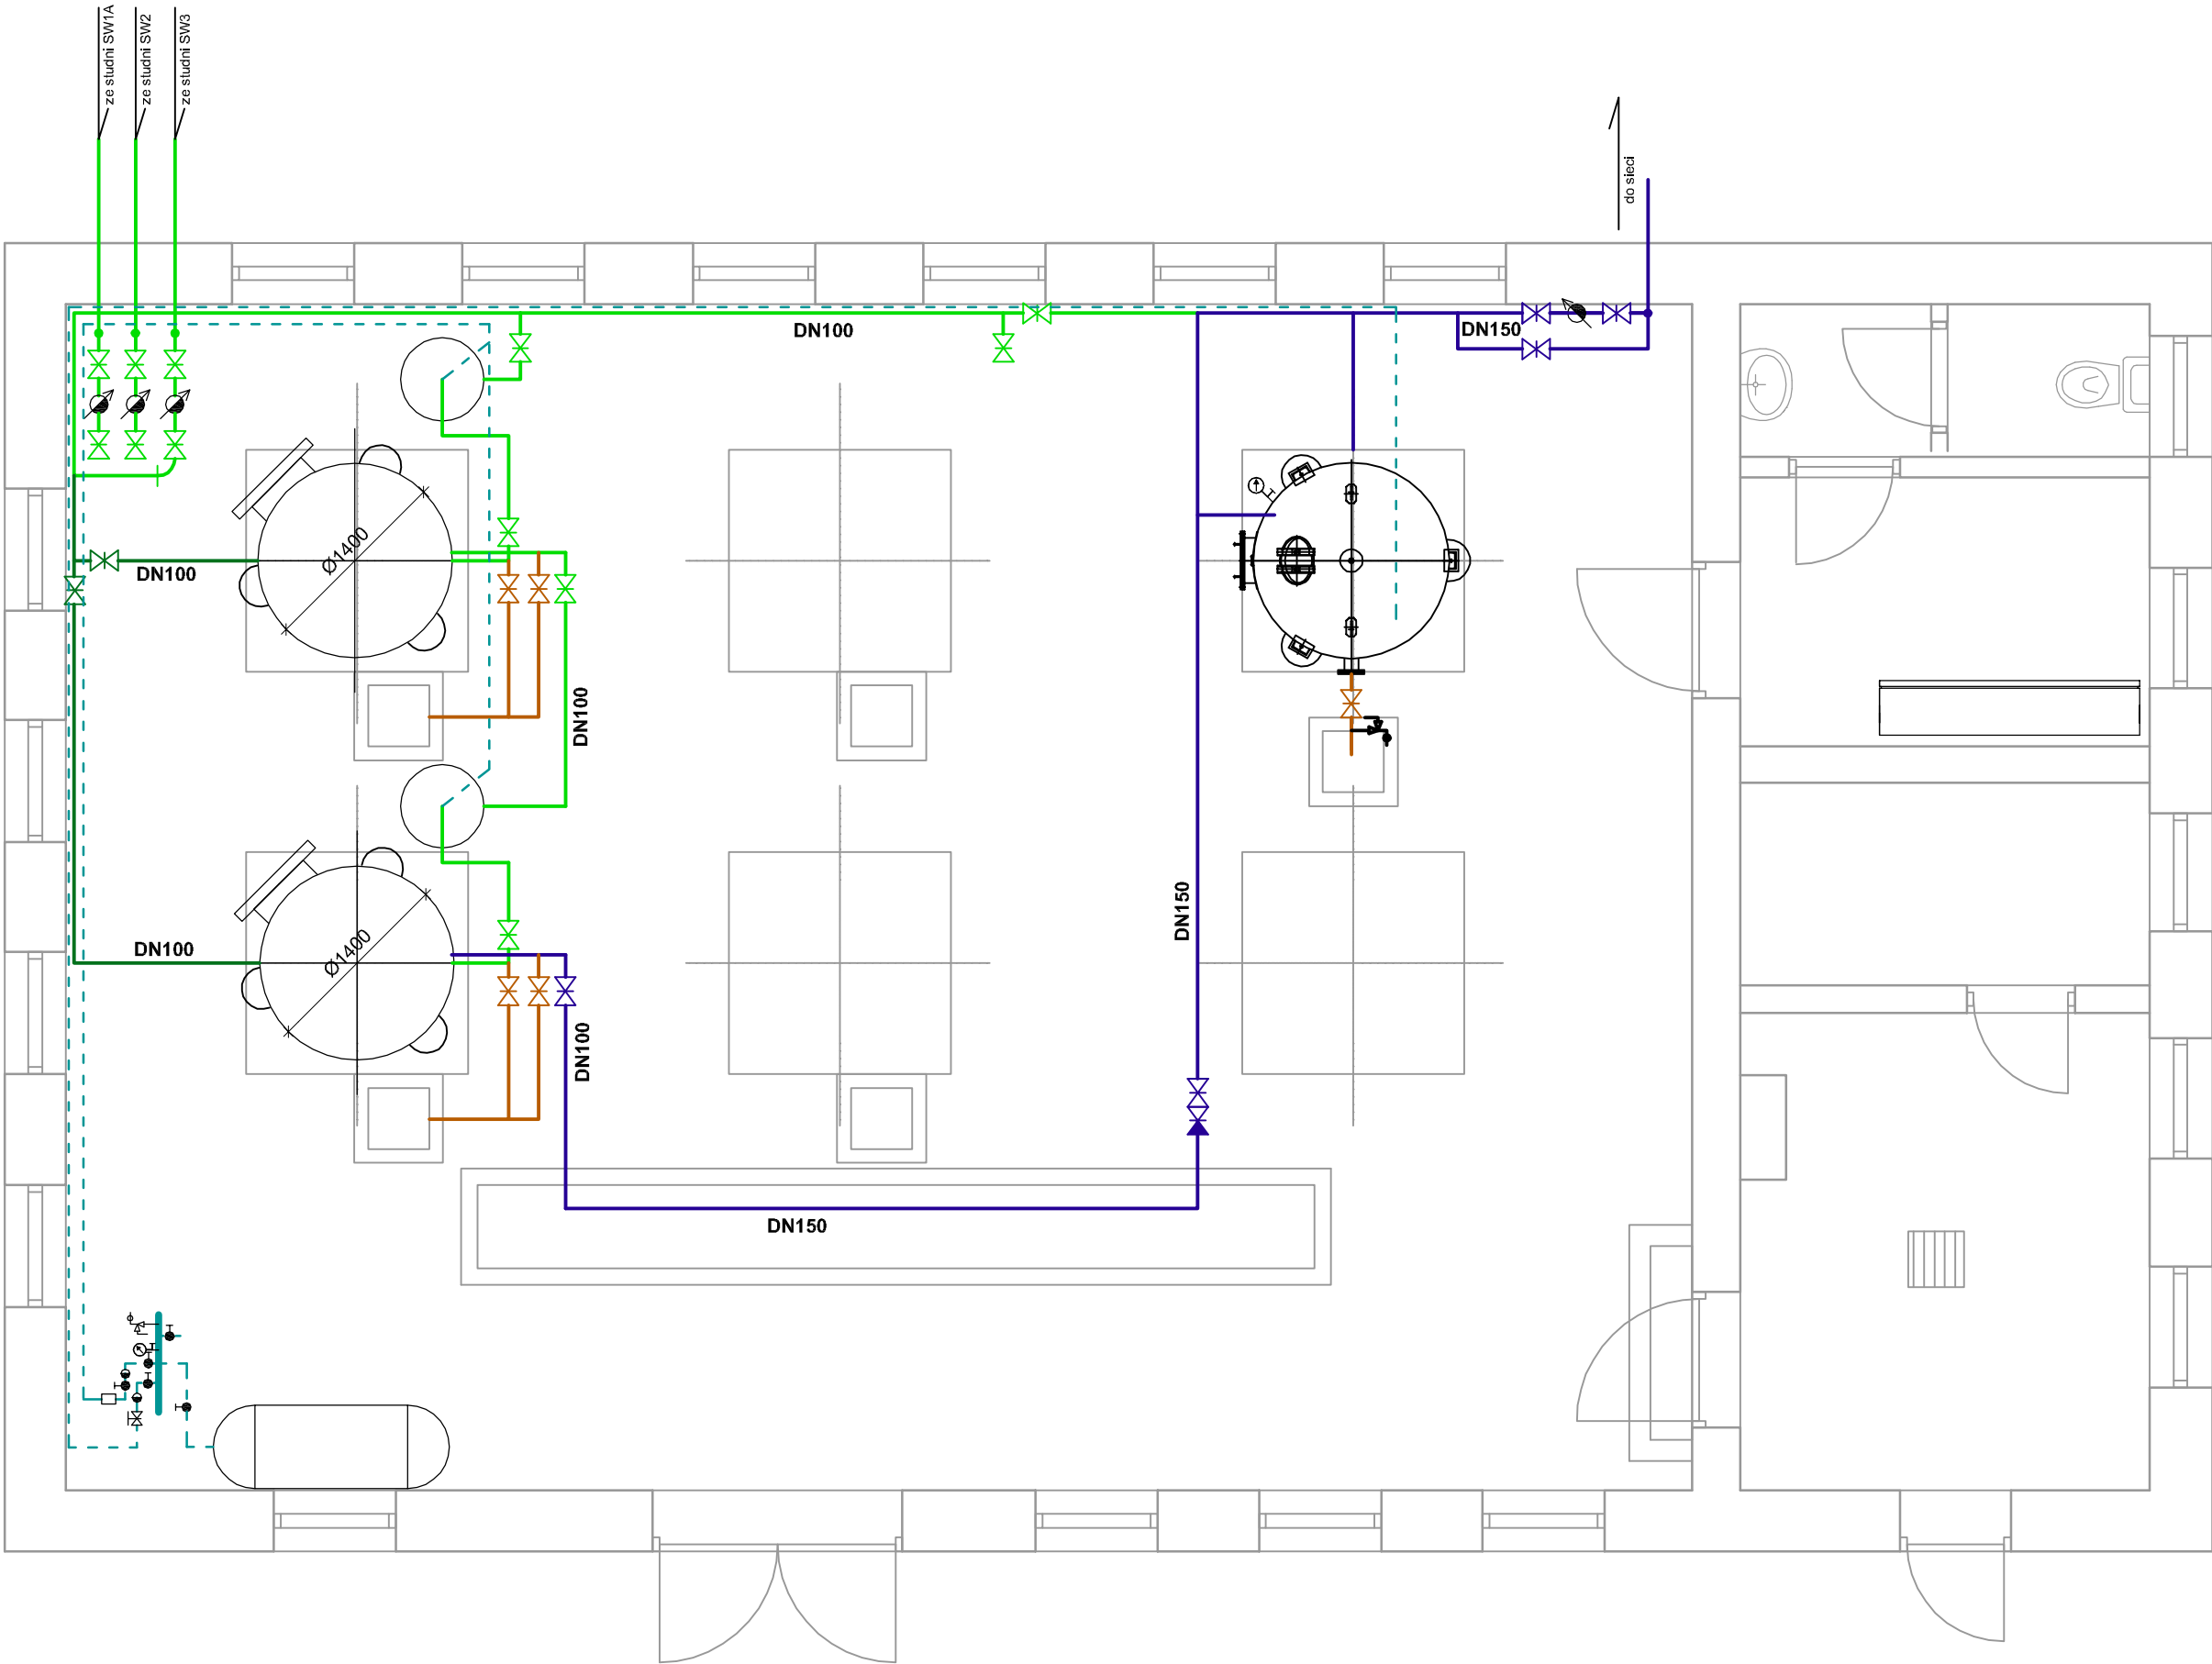 ze studni SW1A
ze studni SW2
ze studni SW3
do sieci
DN100
DN150
Ø1400
DN100
DN100
DN100
Ø1400
DN150
DN100
DN150